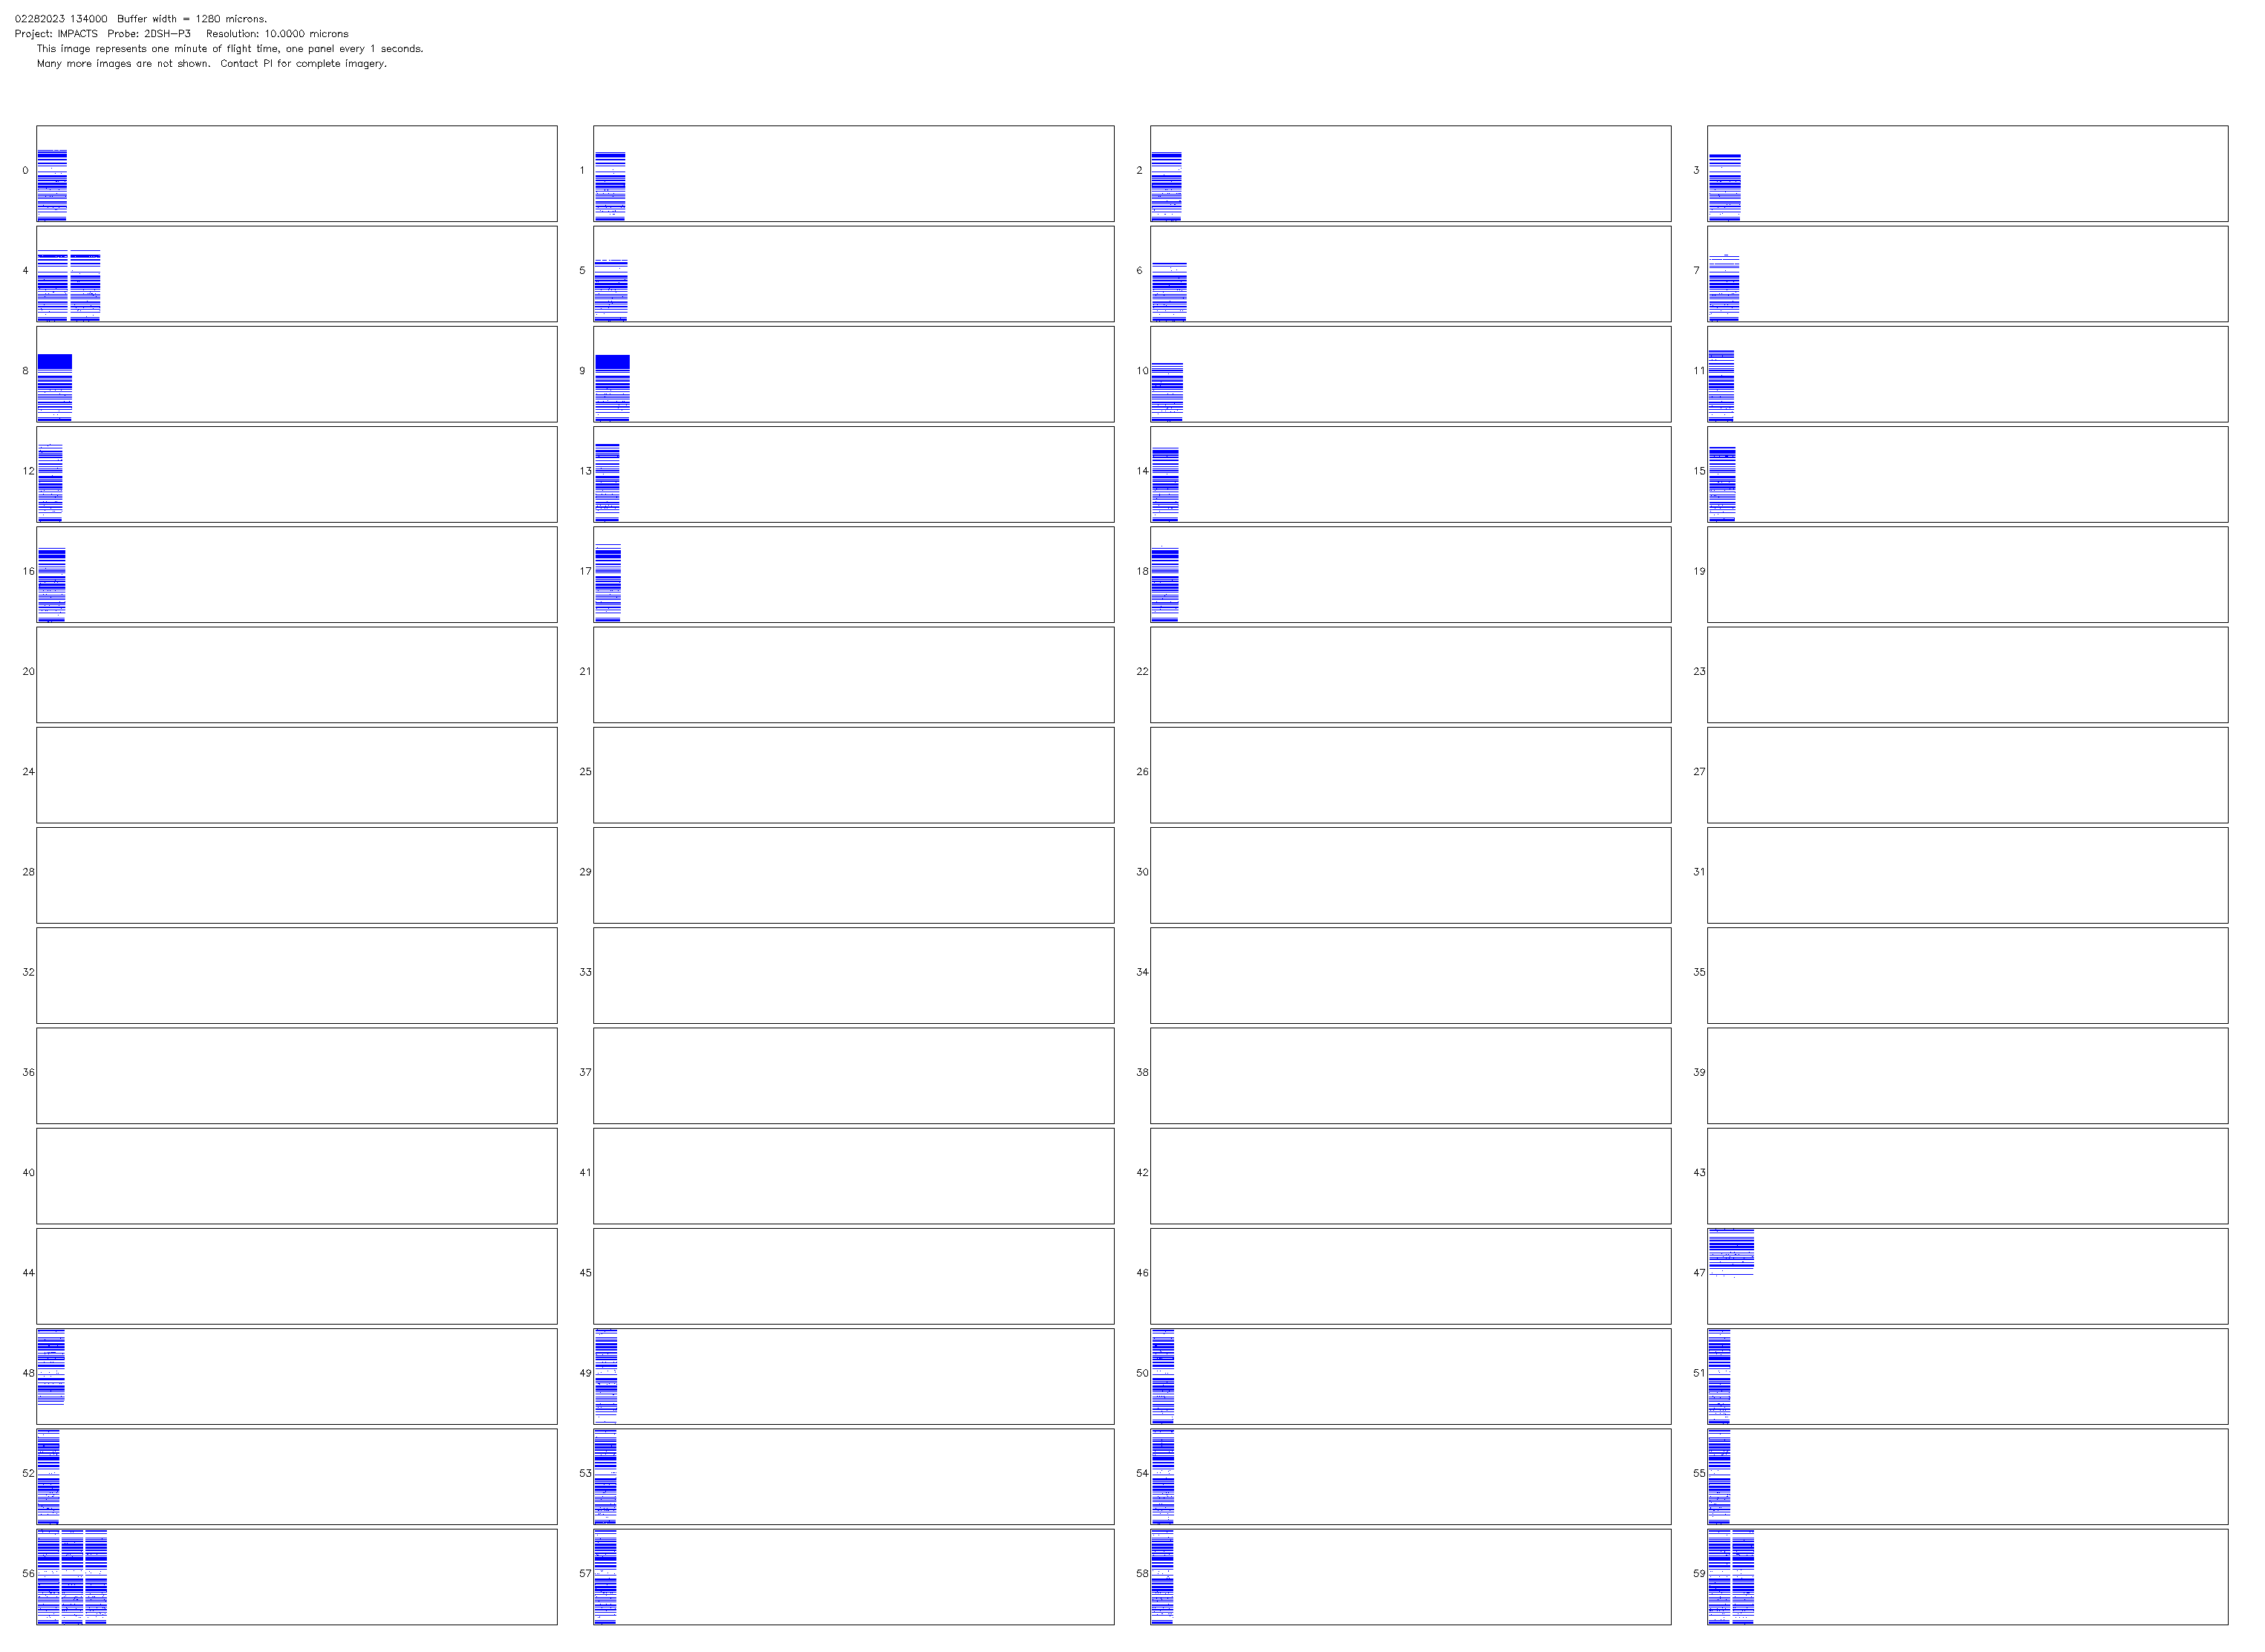 02282023 134000  Buffer width = 1280 microns.
Project: IMPACTS  Probe: 2DSH-P3   Resolution: 10.0000 microns
This image represents one minute of flight time, one panel every 1 seconds.
Many more images are not shown.  Contact PI for complete imagery.
0 1 2 3
4 5 6 7
8 9 10 11
12 13 14 15
16 17 18 19
20 21 22 23
24 25 26 27
28 29 30 31
32 33 34 35
36 37 38 39
40 41 42 43
44 45 46 47
48 49 50 51
52 53 54 55
56 57 58 59